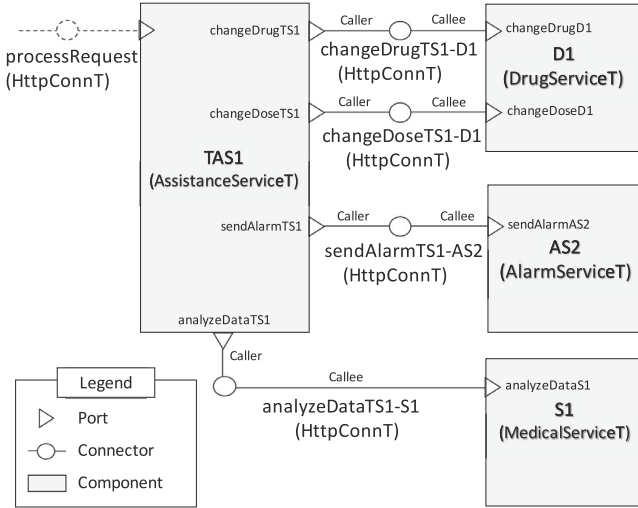 processRequest
(HttpConnT)
changeDrugTS1
Caller
Callee
changeDrugTS1-D1
(HttpConnT)
changeDrugD1
D1
(DrugServiceT)
changeDoseTS1
Caller
Callee
changeDoseTS1-D1
(HttpConnT)
changeDoseD1
TAS1
(AssistanceServiceT)
sendAlarmTS1
Caller
Callee
sendAlarmTS1-AS2
(HttpConnT)
sendAlarmAS2
AS2
(AlarmServiceT)
analyzeDataTS1
Caller
Callee
analyzeDataTS1-S1
(HttpConnT)
analyzeDataS1
S1
(MedicalServiceT)
Legend
Port
Connector
Component